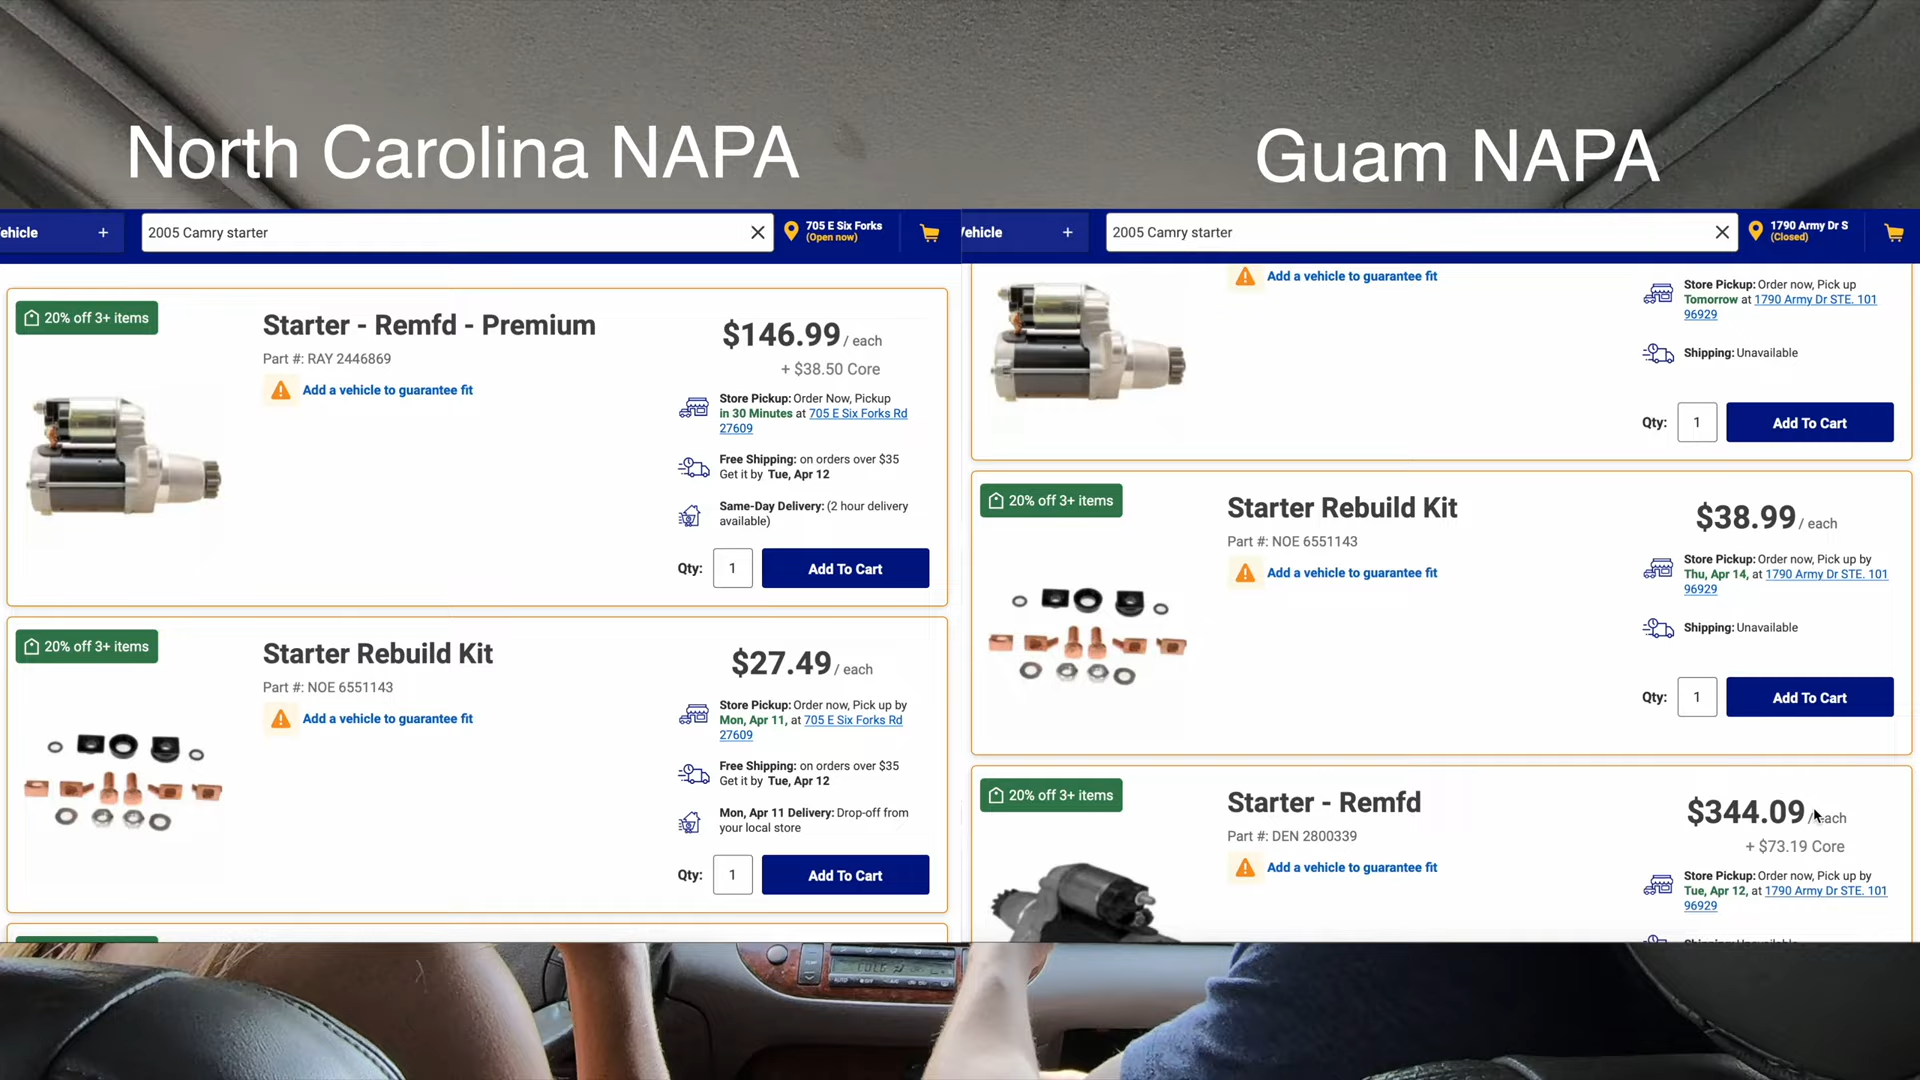 North Carolina NAPA
ehicle +
2005 Camry starter
705 E Six Forks
(Open now)
20% off 3+ items
Starter - Remfd - Premium
Part #: RAY 2446869
Add a vehicle to guarantee fit
$146.99 / each
+ $38.50 Core
Store Pickup: Order Now, Pickup
in 30 Minutes at 705 E Six Forks Rd
27609
Free Shipping: on orders over $35
Get it by Tue, Apr 12
Same-Day Delivery: (2 hour delivery
available)
Qty: 1 Add To Cart
20% off 3+ items
Starter Rebuild Kit
Part #: NOE 6551143
Add a vehicle to guarantee fit
$27.49 / each
Store Pickup: Order now, Pick up by
Mon, Apr 11, at 705 E Six Forks Rd
27609
Free Shipping: on orders over $35
Get it by Tue, Apr 12
Mon, Apr 11 Delivery: Drop-off from
your local store
Qty: 1 Add To Cart
Guam NAPA
ehicle +
2005 Camry starter
1790 Army Dr S
(Closed)
Add a vehicle to guarantee fit
Store Pickup: Order now, Pick up
Tomorrow at 1790 Army Dr STE. 101
96929
Shipping: Unavailable
Qty: 1 Add To Cart
20% off 3+ items
Starter Rebuild Kit
Part #: NOE 6551143
Add a vehicle to guarantee fit
$38.99 / each
Store Pickup: Order now, Pick up by
Thu, Apr 14, at 1790 Army Dr STE. 101
96929
Shipping: Unavailable
Qty: 1 Add To Cart
20% off 3+ items
Starter - Remfd
Part #: DEN 2800339
Add a vehicle to guarantee fit
$344.09 / each
+ $73.19 Core
Store Pickup: Order now, Pick up by
Tue, Apr 12, at 1790 Army Dr STE. 101
96929